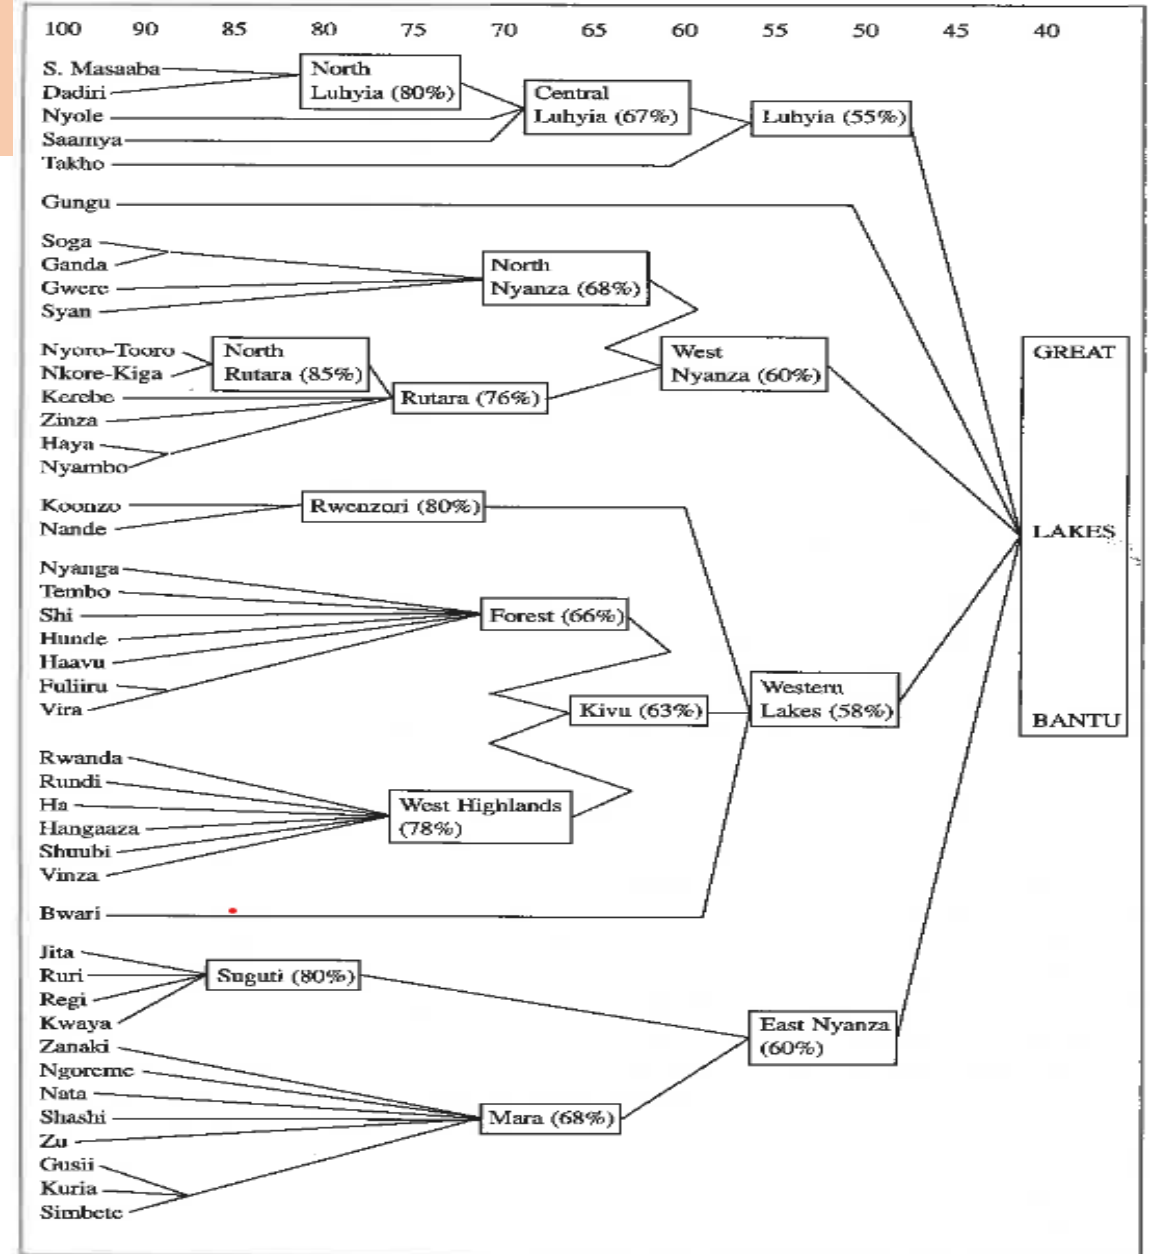 100 90 85 80 75 70 65 60 55 50 45 40
S. Masaaba
Dadiri
Nyole
Saamya
Takho
North
Luhyia (80%)
Central
Luhyia (67%)
Luhyia (55%)
Gungu
Soga
Ganda
Gwere
Syan
North
Nyanza (68%)
Nyoro-Tooro
Nkore-Kiga
Kerebe
Zinza
Haya
Nyambo
North
Rutara (85%)
Rutara (76%)
West
Nyanza (60%)
Koonzo
Nande
Rwenzori (80%)
Nyanga
Tembo
Shi
Hunde
Haavu
Fuliiru
Vira
Forest (66%)
Kivu (63%)
Western
Lakes (58%)
Rwanda
Rundi
Ha
Hangaaza
Shuubi
Vinza
West Highlands
(78%)
Bwari
Jita
Ruri
Regi
Kwaya
Suguti (80%)
Zanaki
Ngoreme
Nata
Shashi
Zu
Gusii
Kuria
Simbete
Mara (68%)
East Nyanza
(60%)
GREAT
LAKES
BANTU